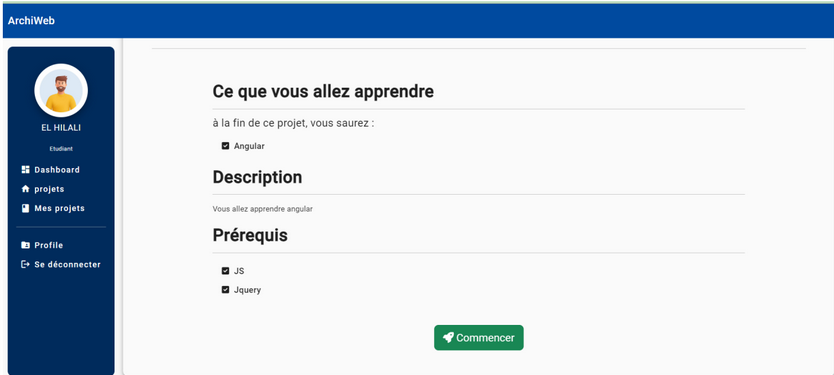 ArchiWeb
EL HILALI
Etudiant
Dashboard
projets
Mes projets
Profile
Se déconnecter
Ce que vous allez apprendre
à la fin de ce projet, vous saurez :
Angular
Description
Vous allez apprendre angular
Prérequis
JS
Jquery
Commencer